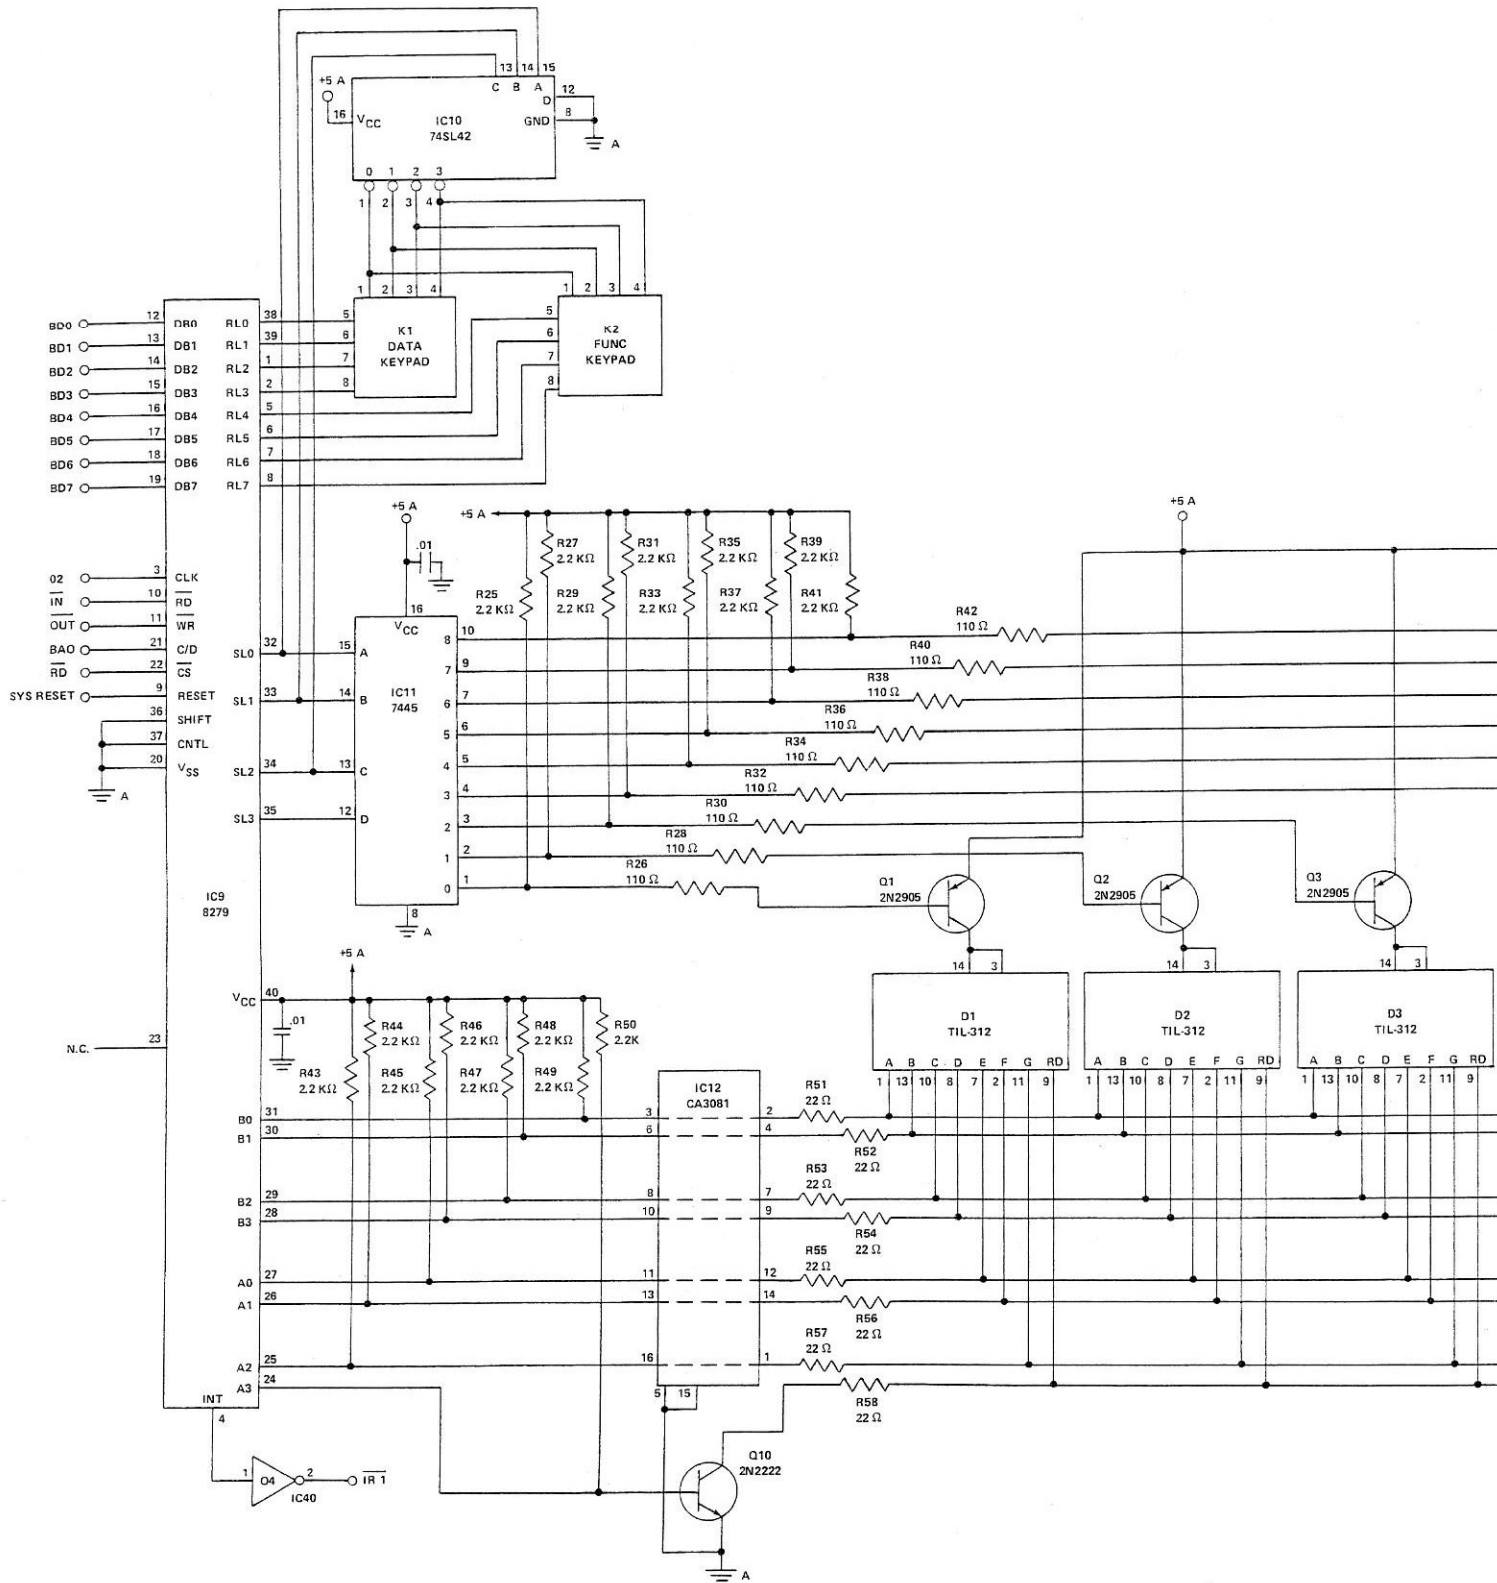 13 14 15
+5 A
C B A
12
D
16
VCC
IC10
74SL42
8
GND
A
0 1 2 3
1 2 3 4
1 2 3 4
1 2 3 4
BD0 12 DB0 RL0 38 5
K1
DATA
KEYPAD
BD1 13 DB1 RL1 39 6
BD2 14 DB2 RL2 1 7
BD3 15 DB3 RL3 2 8
5
6
7
8
K2
FUNC
KEYPAD
BD4 16 DB4 RL4 5
BD5 17 DB5 RL5 6
BD6 18 DB6 RL6 7
BD7 19 DB7 RL7 8
+5 A
.01
+5 A
+5 A
R27
2.2 KΩ
R31
2.2 KΩ
R35
2.2 KΩ
R39
2.2 KΩ
R25
2.2 KΩ
R29
2.2 KΩ
R33
2.2 KΩ
R37
2.2 KΩ
R41
2.2 KΩ
02 3 CLK
IN 10 RD
OUT 11 WR
BAO 21 C/D
RD 22 CS
SYS RESET 9 RESET
36 SHIFT
37 CNTL
20 VSS
A
SL0 32 15 A
SL1 33 14 B
SL2 34 13 C
SL3 35 12 D
16
VCC
IC11
7445
8 10
7 9
6 7
5 6
4 5
3 4
2 3
1 2
0 1
8
A
R42
110 Ω
R40
110 Ω
R38
110 Ω
R36
110 Ω
R34
110 Ω
R32
110 Ω
R30
110 Ω
R28
110 Ω
R26
110 Ω
Q1
2N2905
Q2
2N2905
Q3
2N2905
IC9
8279
+5 A
VCC 40
.01
N.C. 23
R44
2.2 KΩ
R46
2.2 KΩ
R48
2.2 KΩ
R50
2.2K
R43
2.2 KΩ
R45
2.2 KΩ
R47
2.2 KΩ
R49
2.2 KΩ
14 3
D1
TIL-312
A B C D E F G RD
1 13 10 8 7 2 11 9
14 3
D2
TIL-312
A B C D E F G RD
1 13 10 8 7 2 11 9
14 3
D3
TIL-312
A B C D E F G RD
1 13 10 8 7 2 11 9
IC12
CA3081
B0 31 3 2
R51
22 Ω
B1 30 6 4
R52
22 Ω
B2 29 8 7
R53
22 Ω
B3 28 10 9
R54
22 Ω
A0 27 11 12
R55
22 Ω
A1 26 13 14
R56
22 Ω
A2 25 16 1
R57
22 Ω
A3 24
5 15
R58
22 Ω
INT
4
1 04 2 IR 1
IC40
Q10
2N2222
A